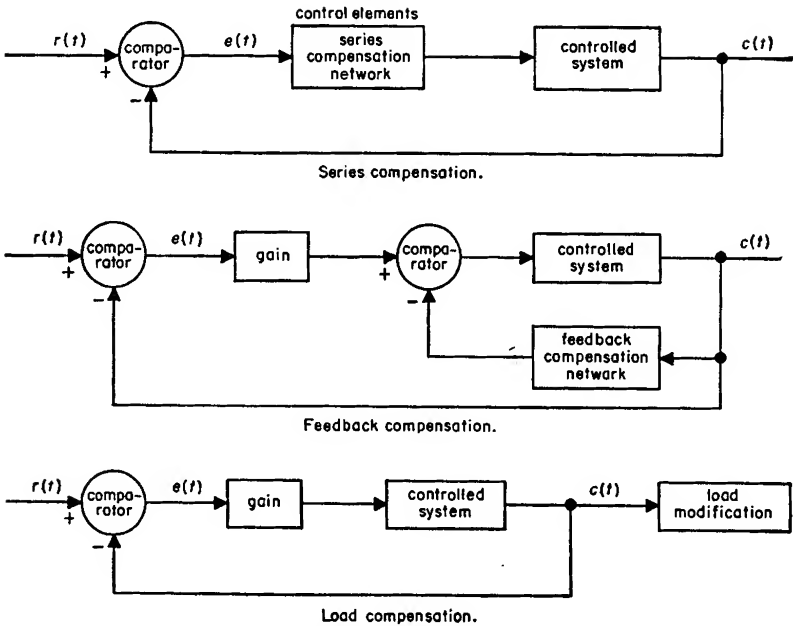 control elements
r(t)
+
−
compa-
rator
e(t)
series
compensation
network
controlled
system
c(t)
Series compensation.
r(t)
+
−
compa-
rator
e(t)
gain
+
−
compa-
rator
controlled
system
c(t)
feedback
compensation
netwark
Feedback compensation.
r(t)
+
−
compa-
rator
e(t)
gain
controlled
system
c(t)
load
modification
Load compensation.